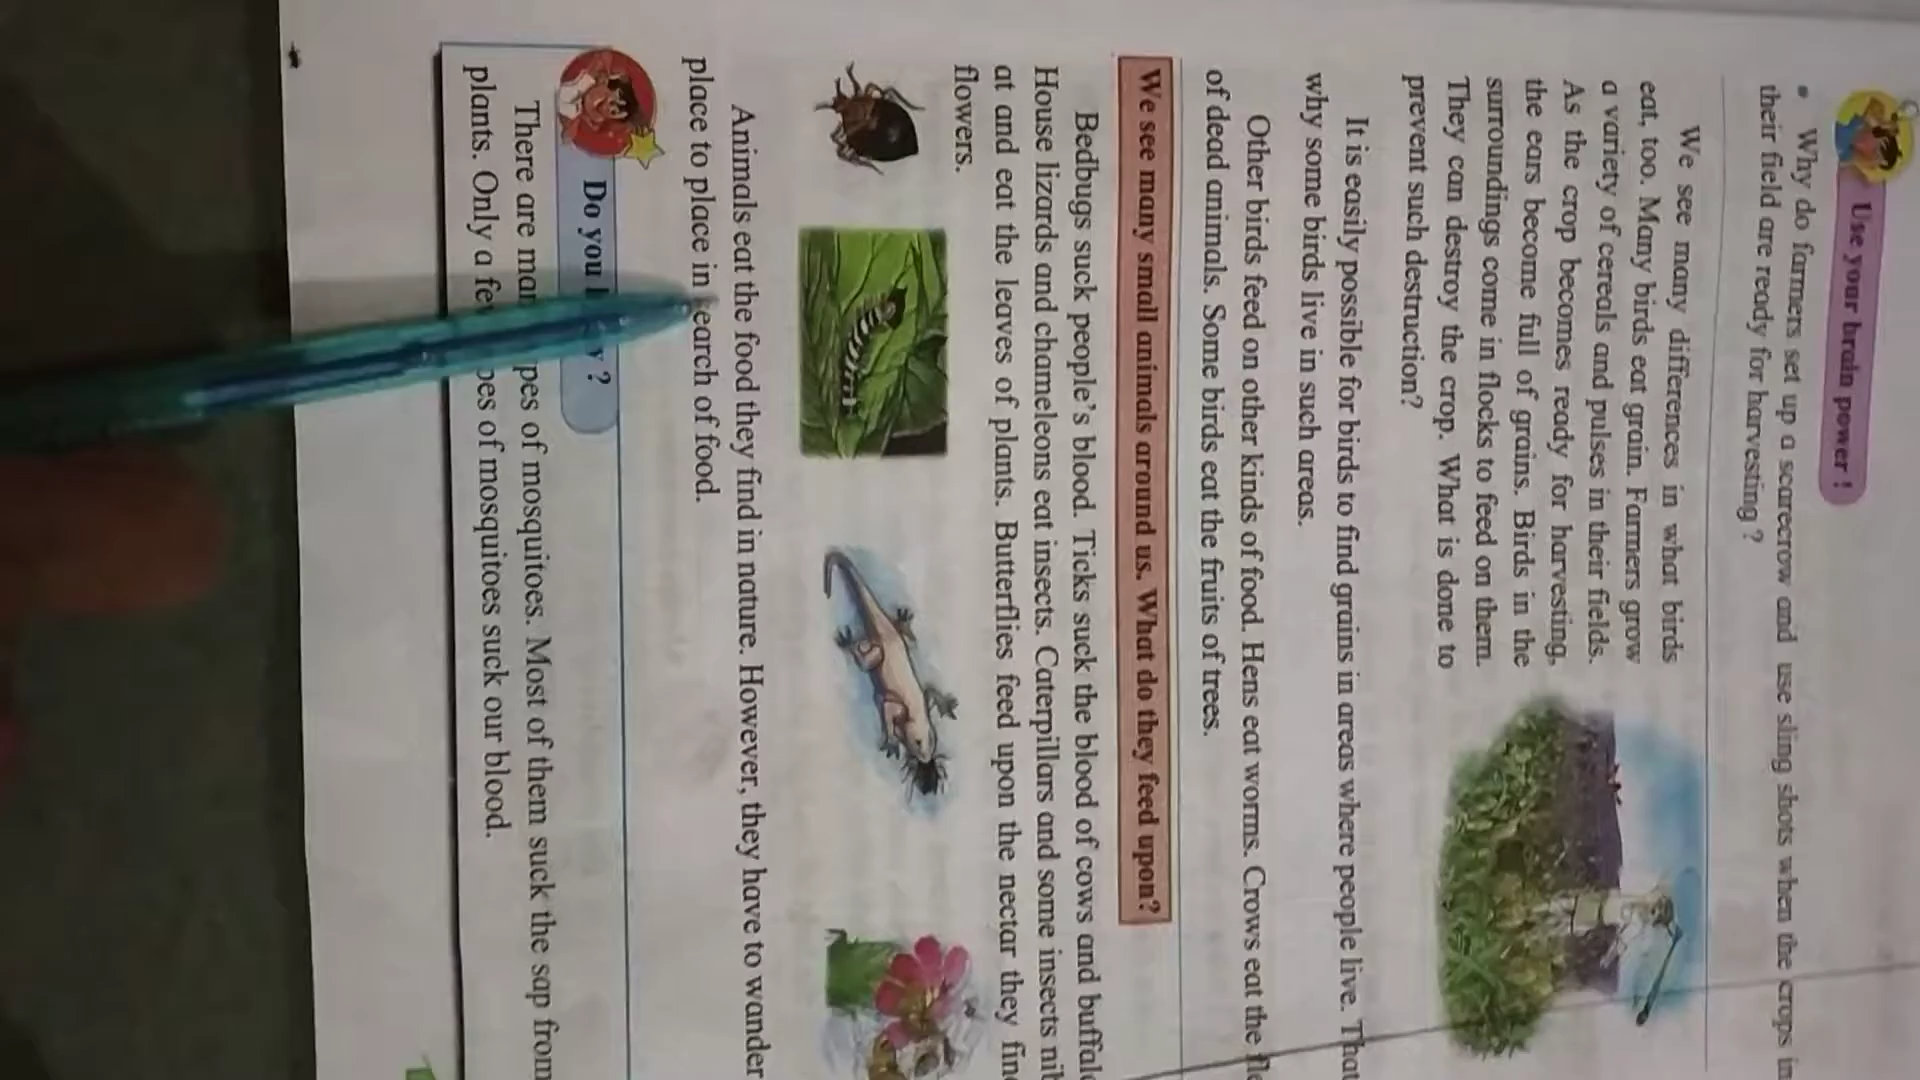 Use your brain power !
• Why do farmers set up a scarecrow and use sling shots when the crops in
their field are ready for harvesting ?
We see many differences in what birds
eat, too. Many birds eat grain. Farmers grow
a variety of cereals and pulses in their fields.
As the crop becomes ready for harvesting,
the ears become full of grains. Birds in the
surroundings come in flocks to feed on them.
They can destroy the crop. What is done to
prevent such destruction?
It is easily possible for birds to find grains in areas where people live. That
why some birds live in such areas.
Other birds feed on other kinds of food. Hens eat worms. Crows eat the
of dead animals. Some birds eat the fruits of trees.
We see many small animals around us. What do they feed upon?
Bedbugs suck people's blood. Ticks suck the blood of cows and
House lizards and chameleons eat insects. Caterpillars and some insects
at and eat the leaves of plants. Butterflies feed upon the nectar they
flowers.
Animals eat the food they find in nature. However, they have to wander
place to place in search of food.
Do you ?
There are of mosquitoes. Most of them suck the sap from
plants. Only a of mosquitoes suck our blood.